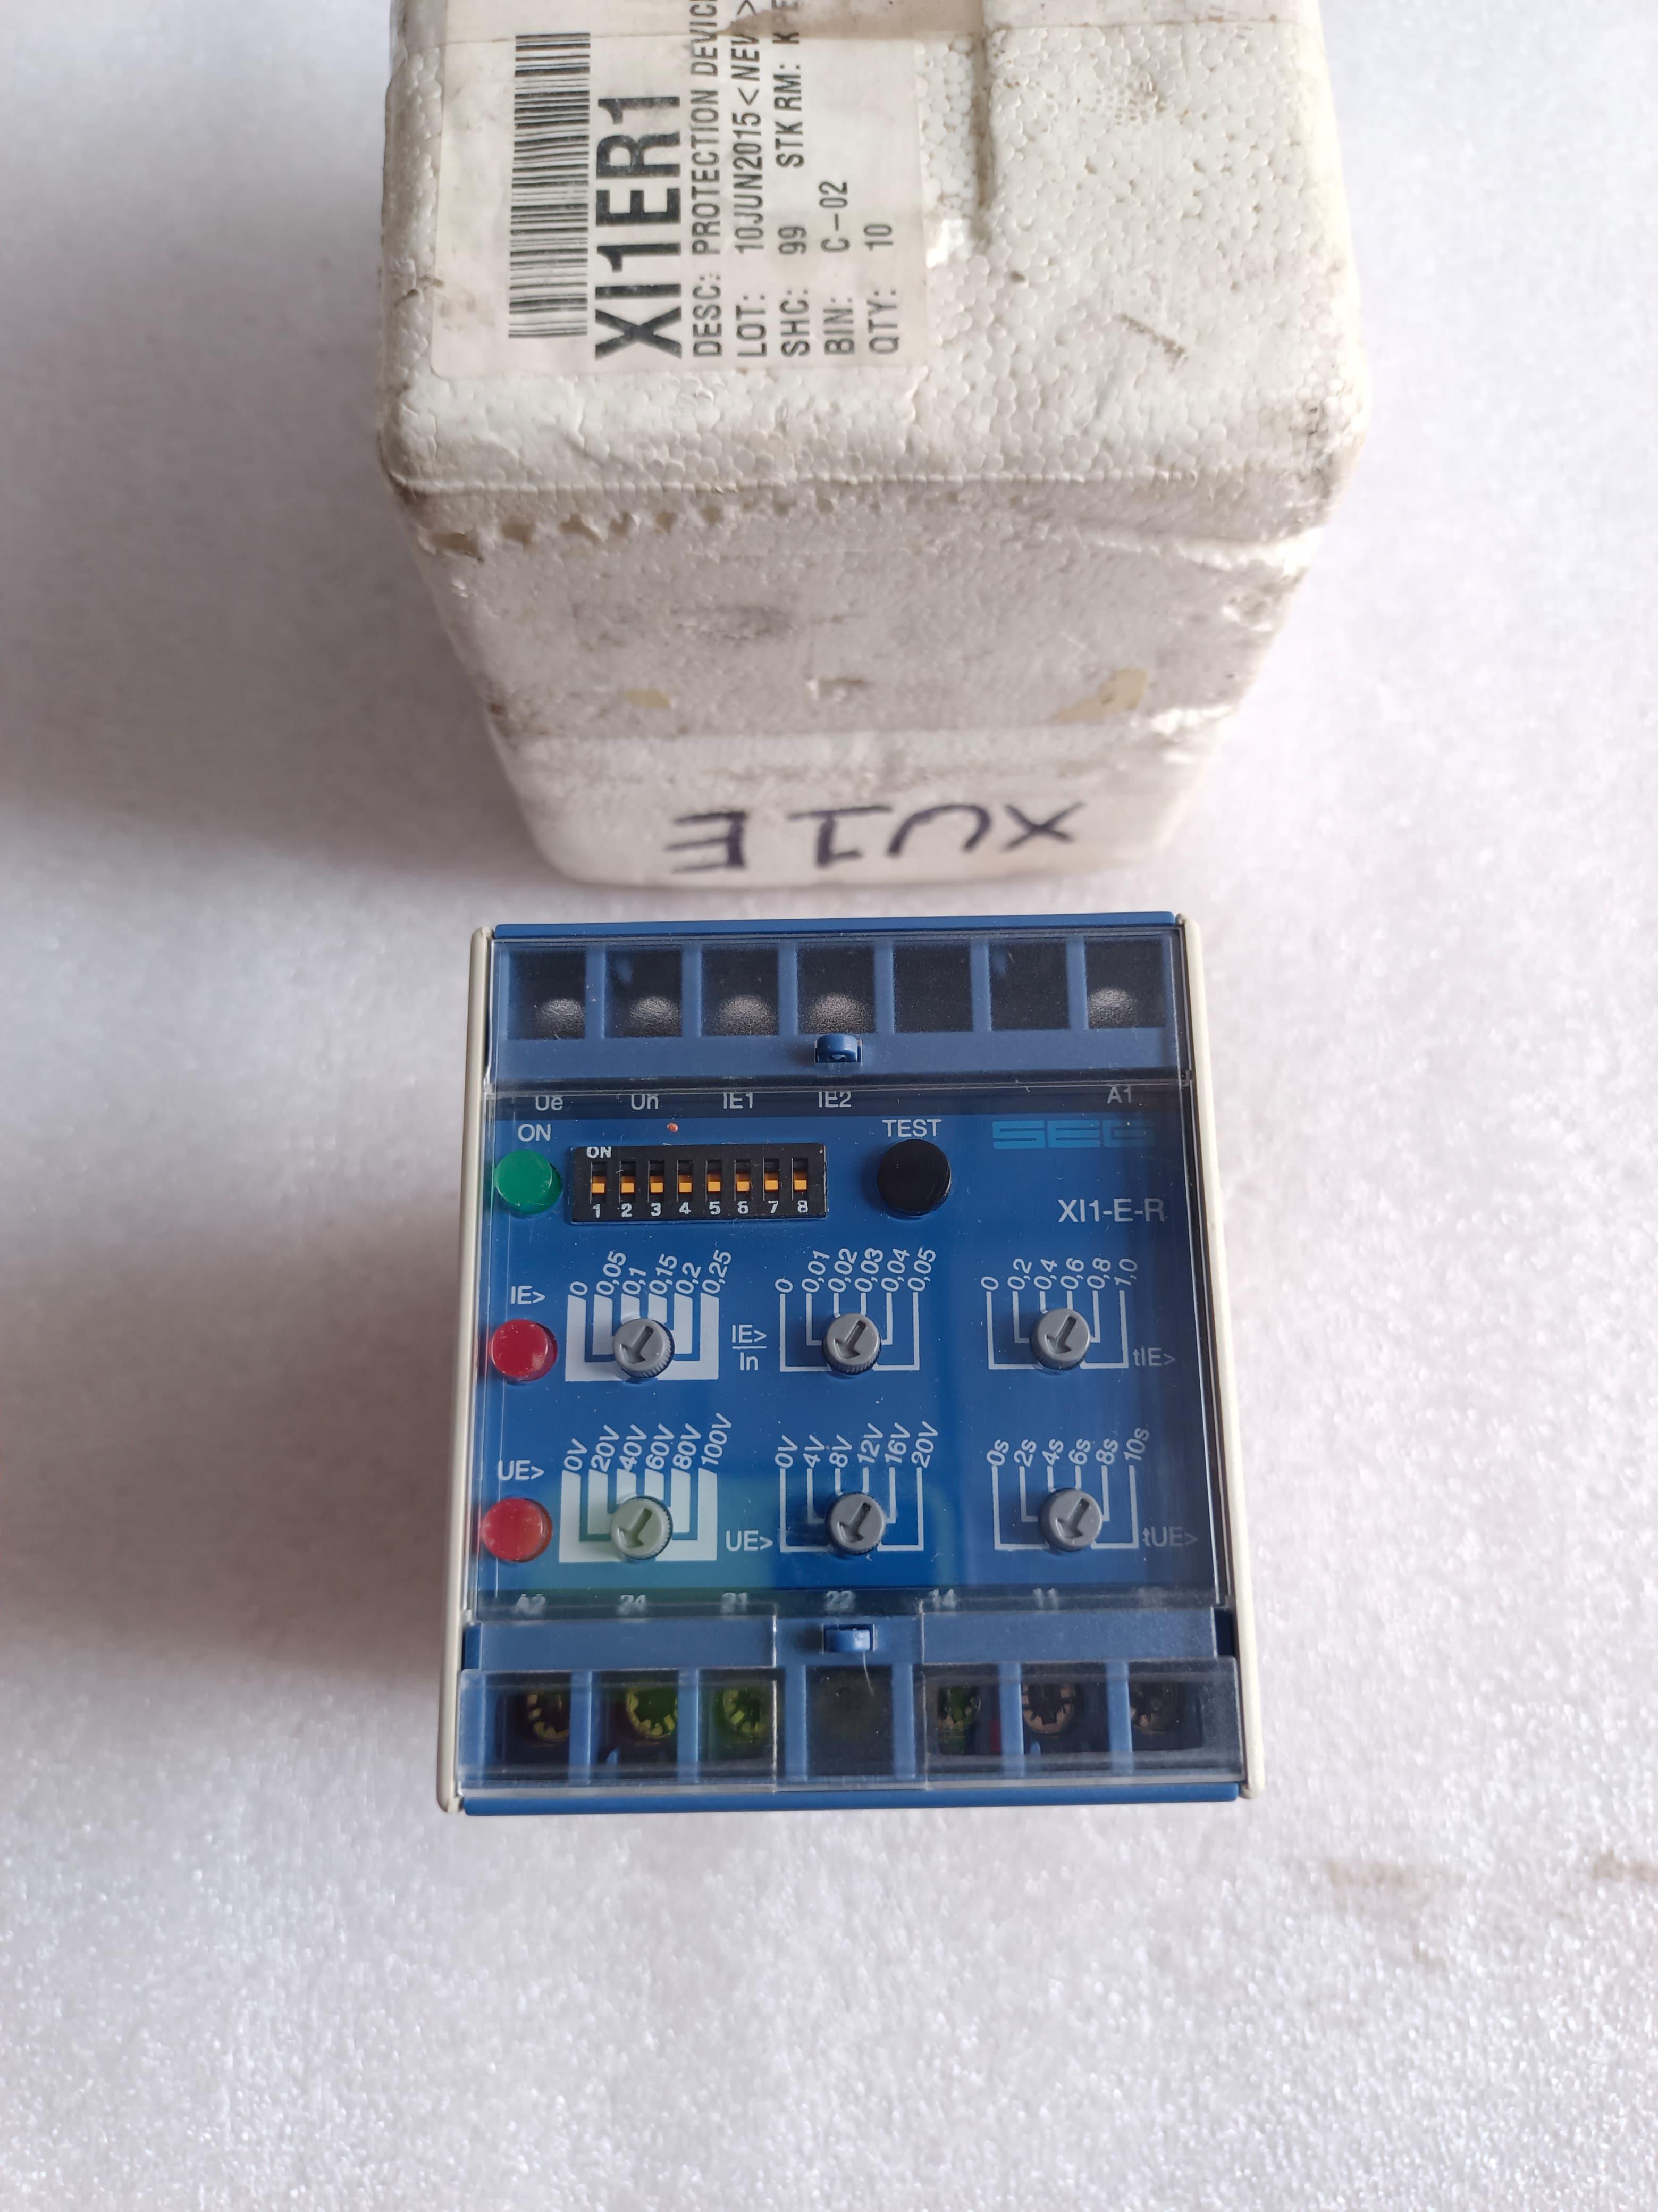 XI1ER1
DESC: PROTECTION DEVIC
LOT: 10JUN2015<NEW>
SHC: 99 STK RM: K
BIN: C-02
QTY: 10
XU1E
Ue Un IE1 IE2 A1
ON TEST SEG
ON
1 2 3 4 5 6 7 8
XI1-E-R
0 0,05 0,1 0,15 0,2 0,25
0 0,01 0,02 0,03 0,04 0,05
0 0,2 0,4 0,6 0,8 1,0
IE>
IE>
In
tIE>
0V 20V 40V 60V 80V 100V
0V 4V 8V 12V 16V 20V
0s 2s 4s 6s 8s 10s
UE>
UE>
tUE>
A2 24 21 22 14 11